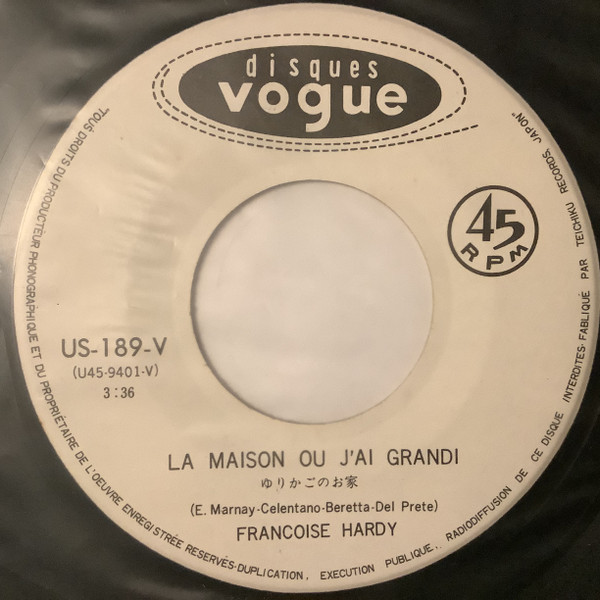 disques
vogue
45
RPM
US-189-V
(U45-9401-V)
3:36
LA MAISON OU J'AI GRANDI
ゆりかごのお家
(E. Marnay-Celentano-Beretta-Del Prete)
FRANCOISE HARDY
"TOUS DROITS DU PRODUCTEUR PHONOGRAPHIQUE ET DU PROPRIÉTAIRE DE L'OEUVRE ENREGISTRÉE RESERVÉS·DUPLICATION, EXECUTION PUBLIQUE, RADIODIFFUSION DE CE DISQUE INTERDITES· FABLIQUÉ PAR TEICHIKU RECORDS, JAPON"